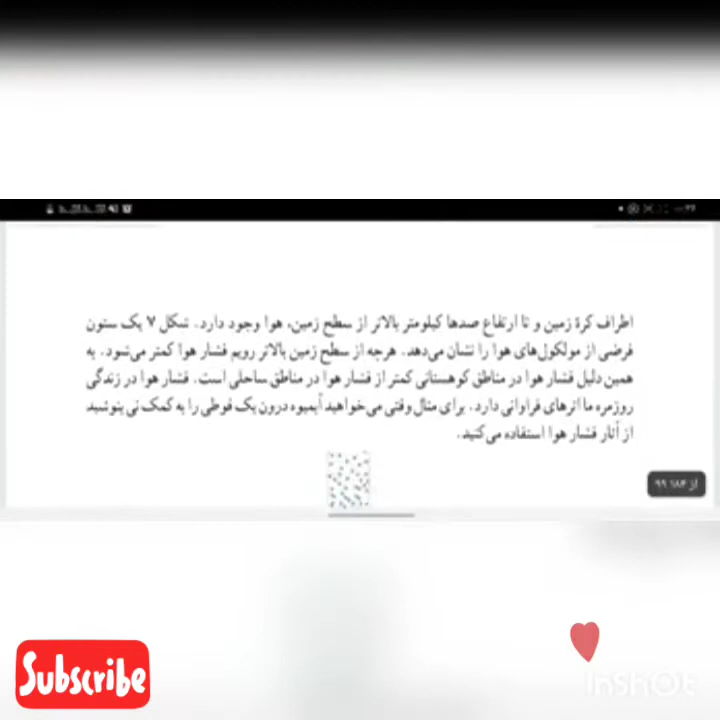 اطراف کرهٔ زمین و تا ارتفاع صدها کیلومتر بالاتر از سطح زمین، هوا وجود دارد. شکل ۷ یک ستون
فرضی از مولکول‌های هوا را نشان می‌دهد. هرچه از سطح زمین بالاتر رویم فشار هوا کمتر می‌شود. به
همین دلیل فشار هوا در مناطق کوهستانی کمتر از فشار هوا در مناطق ساحلی است. فشار هوا در زندگی
روزمره ما اثرهای فراوانی دارد. برای مثال وقتی می‌خواهید آبمیوه درون یک قوطی را به کمک نی بنوشید
از آثار فشار هوا استفاده می‌کنید.
۹۹ از ۱۸۴
Subscribe
InShOt